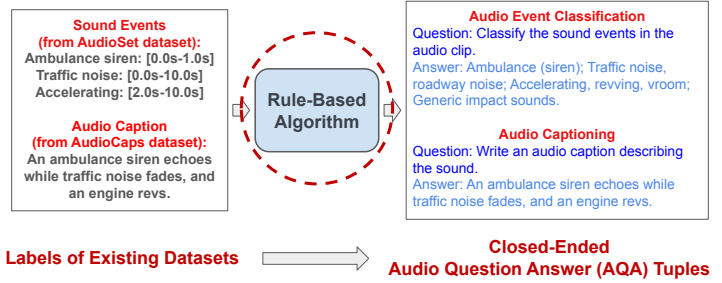 Sound Events
(from AudioSet dataset):
Ambulance siren: [0.0s-1.0s]
Traffic noise: [0.0s-10.0s]
Accelerating: [2.0s-10.0s]
Audio Caption
(from AudioCaps dataset):
An ambulance siren echoes
while traffic noise fades, and
an engine revs.
Rule-Based
Algorithm
Audio Event Classification
Question: Classify the sound events in the
audio clip.
Answer: Ambulance (siren); Traffic noise,
roadway noise; Accelerating, revving, vroom;
Generic impact sounds.
Audio Captioning
Question: Write an audio caption describing
the sound.
Answer: An ambulance siren echoes while
traffic noise fades, and an engine revs.
Labels of Existing Datasets
Closed-Ended
Audio Question Answer (AQA) Tuples